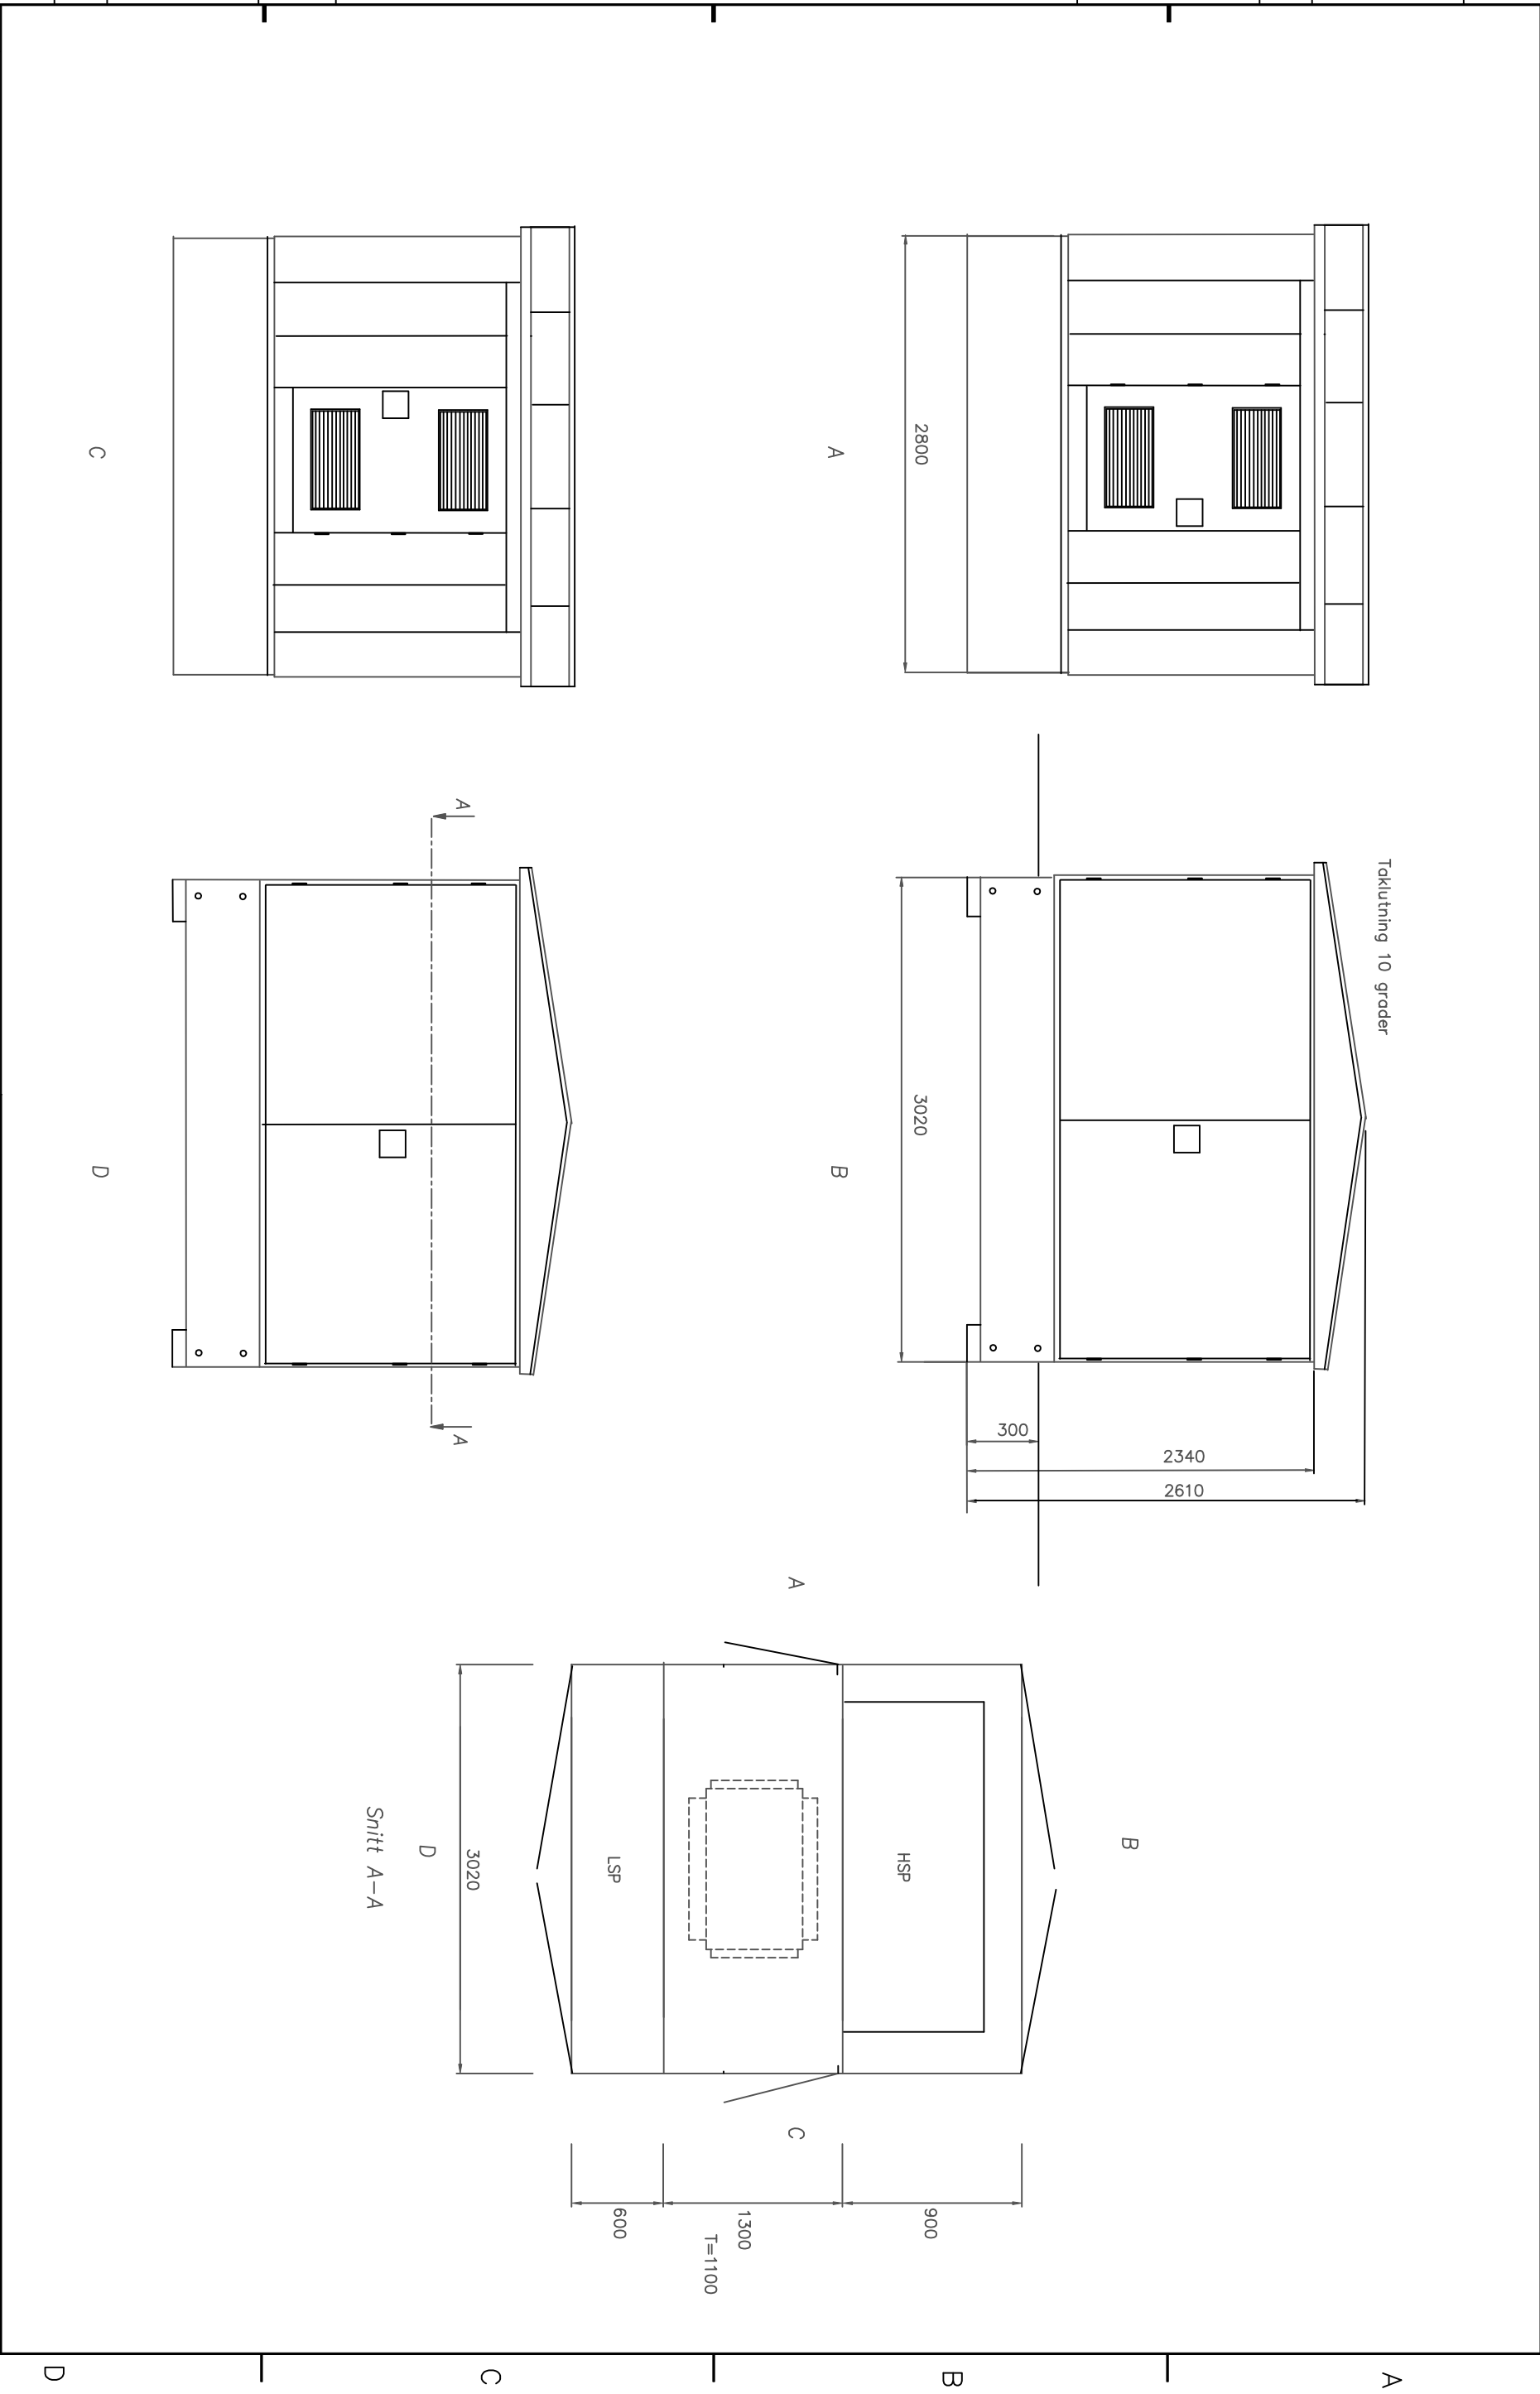 Taklutning 10 grader
2800
A
3020
B
300
2340
2610
C
A
A
D
A
B
HSP
LSP
3020
D
Snitt A-A
C
900
1300
T=1100
600
A
B
C
D